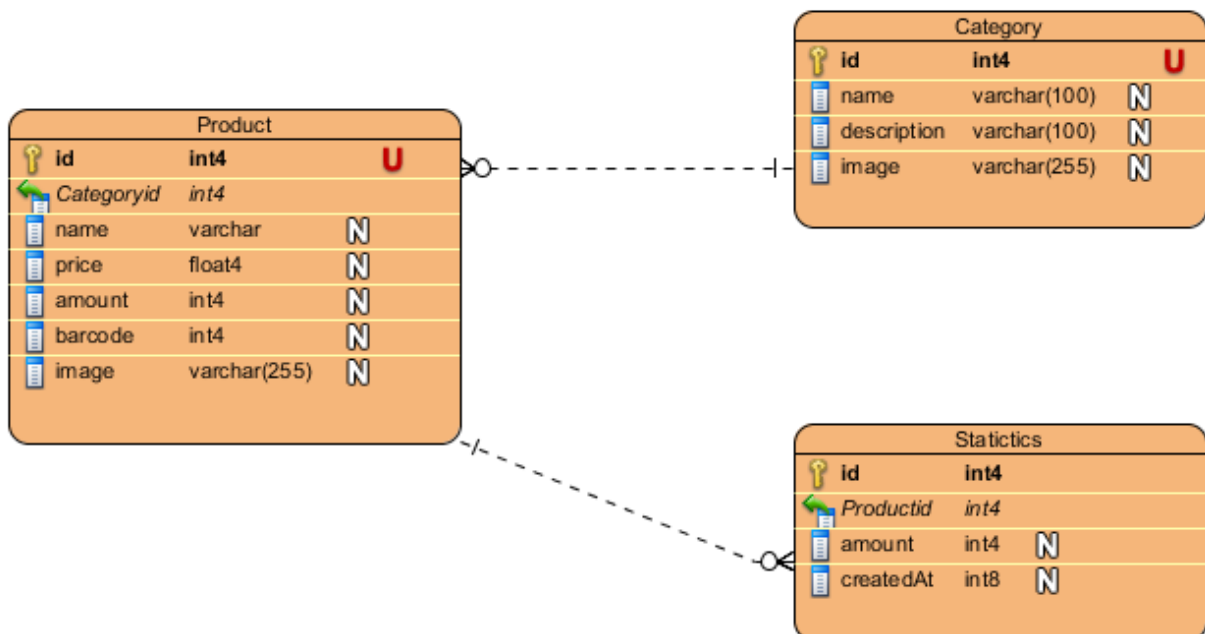 Product
id int4 U
Categoryid int4
name varchar N
price float4 N
amount int4 N
barcode int4 N
image varchar(255) N
Category
id int4 U
name varchar(100) N
description varchar(100) N
image varchar(255) N
Statictics
id int4
Productid int4
amount int4 N
createdAt int8 N